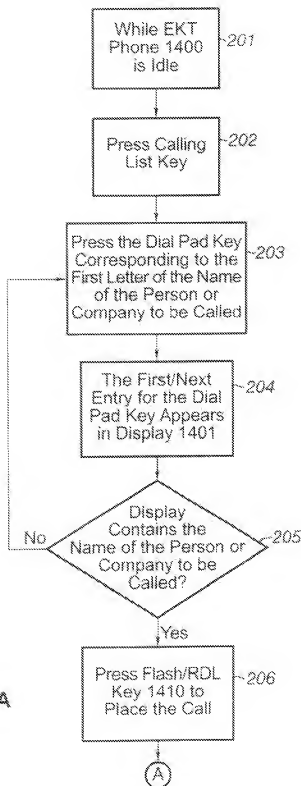 While EKT
Phone 1400
is Idle
201
Press Calling
List Key
202
Press the Dial Pad Key
Corresponding to the
First Letter of the Name
of the Person or
Company to be Called
203
The First/Next
Entry for the Dial
Pad Key Appears
in Display 1401
204
Display
Contains the
Name of the Person or
Company to be
Called?
205
No
Yes
Press Flash/RDL
Key 1410 to
Place the Call
206
A
A